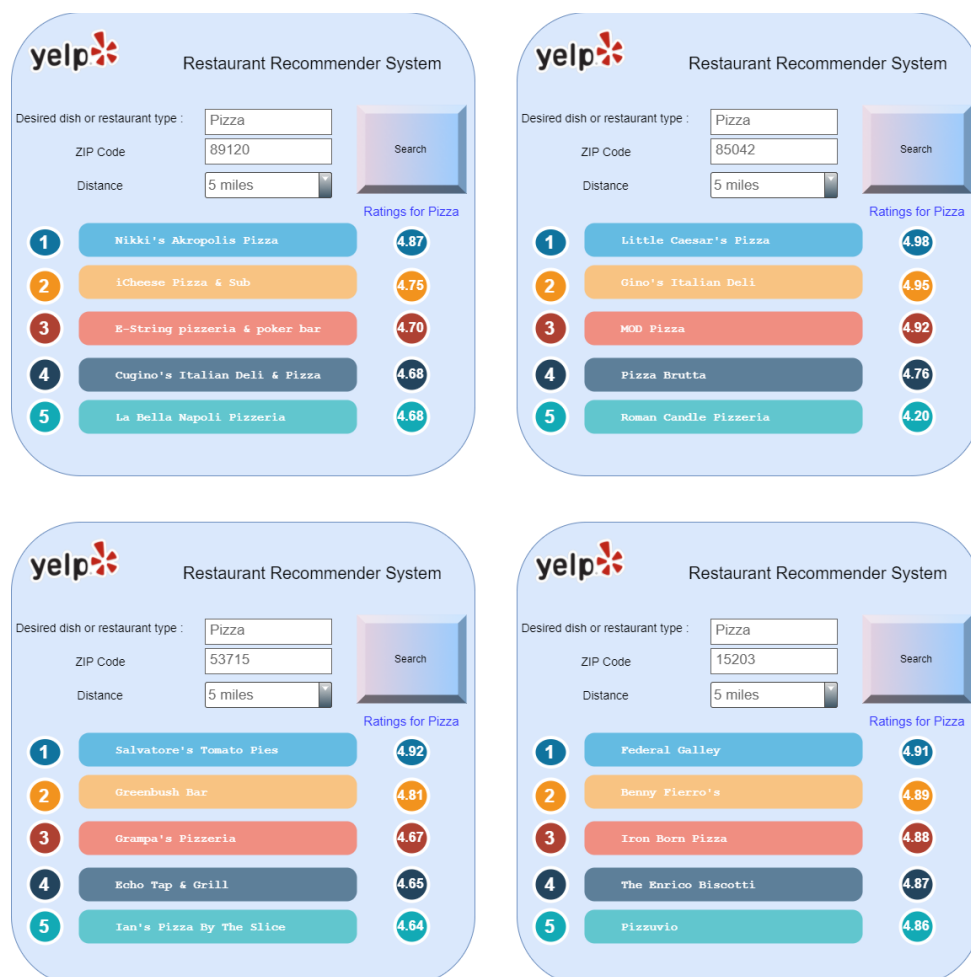 yelp
Restaurant Recommender System
Desired dish or restaurant type :
Pizza
ZIP Code
89120
Distance
5 miles
Search
Ratings for Pizza
1 Nikki's Akropolis Pizza 4.87
2 iCheese Pizza & Sub 4.75
3 E-String pizzeria & poker bar 4.70
4 Cugino's Italian Deli & Pizza 4.68
5 La Bella Napoli Pizzeria 4.68
yelp
Restaurant Recommender System
Desired dish or restaurant type :
Pizza
ZIP Code
85042
Distance
5 miles
Search
Ratings for Pizza
1 Little Caesar's Pizza 4.98
2 Gino's Italian Deli 4.95
3 MOD Pizza 4.92
4 Pizza Brutta 4.76
5 Roman Candle Pizzeria 4.20
yelp
Restaurant Recommender System
Desired dish or restaurant type :
Pizza
ZIP Code
53715
Distance
5 miles
Search
Ratings for Pizza
1 Salvatore's Tomato Pies 4.92
2 Greenbush Bar 4.81
3 Grampa's Pizzeria 4.67
4 Echo Tap & Grill 4.65
5 Ian's Pizza By The Slice 4.64
yelp
Restaurant Recommender System
Desired dish or restaurant type :
Pizza
ZIP Code
15203
Distance
5 miles
Search
Ratings for Pizza
1 Federal Galley 4.91
2 Benny Fierro's 4.89
3 Iron Born Pizza 4.88
4 The Enrico Biscotti 4.87
5 Pizzuvio 4.86